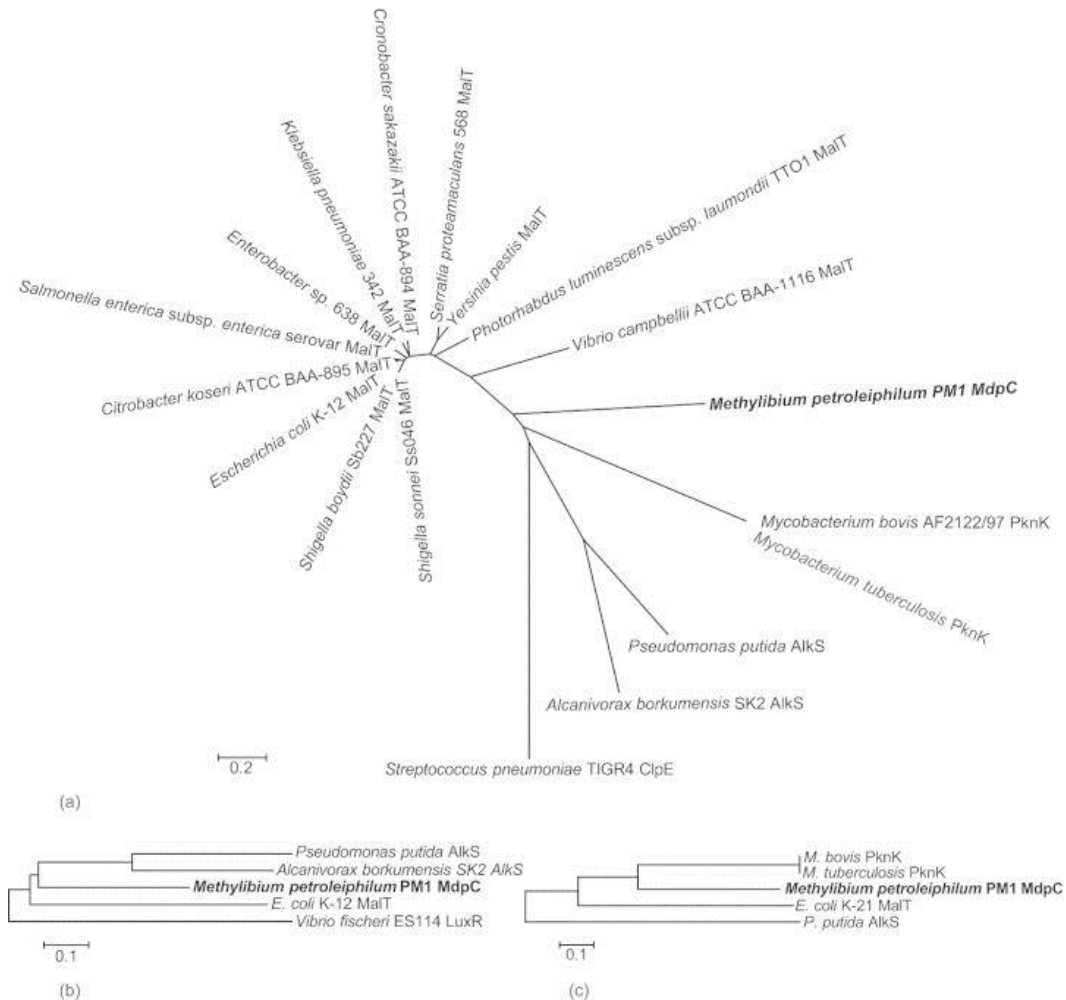 Cronobacter sakazakii ATCC BAA-894 MalT
Serratia proteamaculans 568 MalT
Klebsiella pneumoniae 342 MalT
Yersinia pestis MalT
Photorhabdus luminescens subsp. laumondii TTO1 MalT
Enterobacter sp. 638 MalT
Salmonella enterica subsp. enterica serovar MalT
Vibrio campbellii ATCC BAA-1116 MalT
Citrobacter koseri ATCC BAA-895 MalT
Methylibium petroleiphilum PM1 MdpC
Escherichia coli K-12 MalT
Shigella boydii Sb227 MalT
Shigella sonnei Ss046 MalT
Mycobacterium bovis AF2122/97 PknK
Mycobacterium tuberculosis PknK
Pseudomonas putida AlkS
Alcanivorax borkumensis SK2 AlkS
Streptococcus pneumoniae TIGR4 ClpE
0.2
(a)
Pseudomonas putida AlkS
Alcanivorax borkumensis SK2 AlkS
Methylibium petroleiphilum PM1 MdpC
E. coli K-12 MalT
Vibrio fischeri ES114 LuxR
0.1
(b)
M. bovis PknK
M. tuberculosis PknK
Methylibium petroleiphilum PM1 MdpC
E. coli K-21 MalT
P. putida AlkS
0.1
(c)